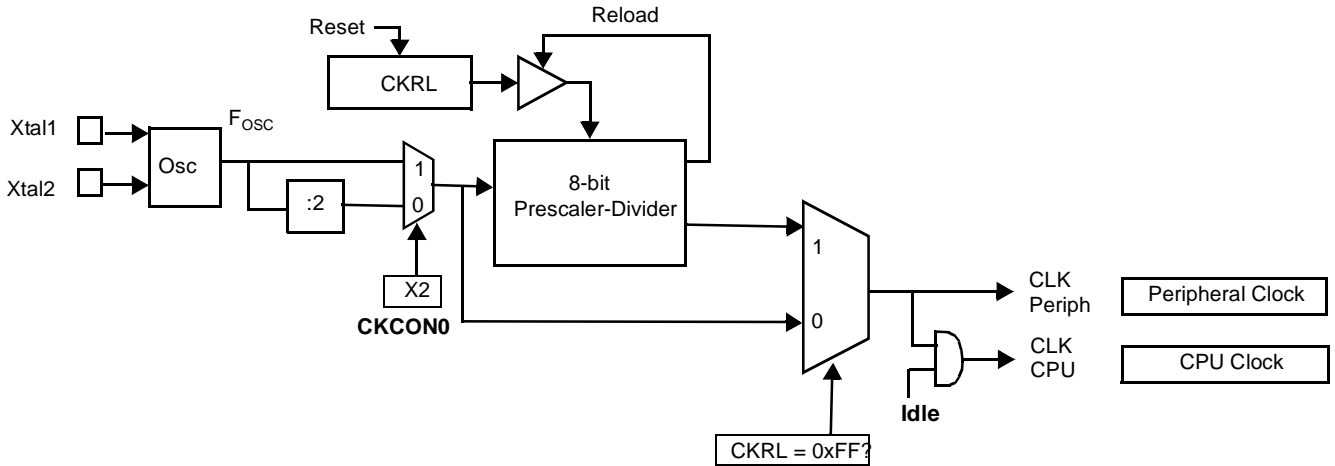 Reload
Reset
CKRL
Xtal1
F_OSC
Osc
Xtal2
:2
1
0
8-bit
Prescaler-Divider
X2
CKCON0
1
0
CLK
Periph
Peripheral Clock
CLK
CPU
CPU Clock
Idle
CKRL = 0xFF?